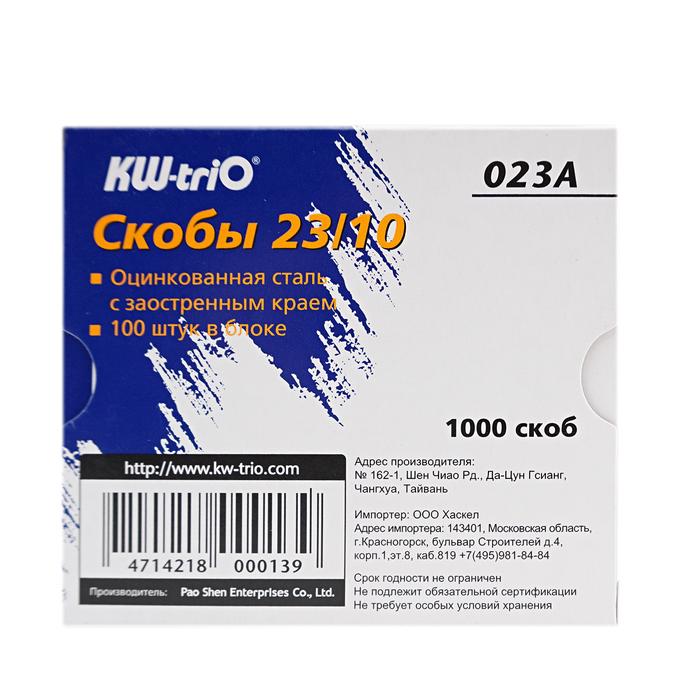 KW-triO®
023A
Скобы 23/10
Оцинкованная сталь
с заостренным краем
100 штук в блоке
1000 скоб
http://www.kw-trio.com
4714218 000139
Производитель: Pao Shen Enterprises Co., Ltd.
Адрес производителя:
№ 162-1, Шен Чиао Рд., Да-Цун Гсианг,
Чангхуа, Тайвань
Импортер: ООО Хаскел
Адрес импортера: 143401, Московская область,
г.Красногорск, бульвар Строителей д.4,
корп.1,эт.8, каб.819 +7(495)981-84-84
Срок годности не ограничен
Не подлежит обязательной сертификации
Не требует особых условий хранения